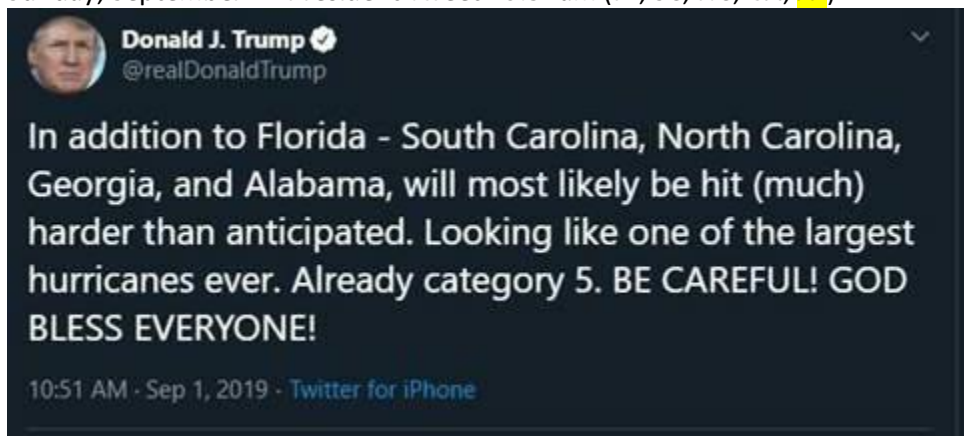 Donald J. Trump
@realDonaldTrump
In addition to Florida - South Carolina, North Carolina,
Georgia, and Alabama, will most likely be hit (much)
harder than anticipated. Looking like one of the largest
hurricanes ever. Already category 5. BE CAREFUL! GOD
BLESS EVERYONE!
10:51 AM · Sep 1, 2019 · Twitter for iPhone